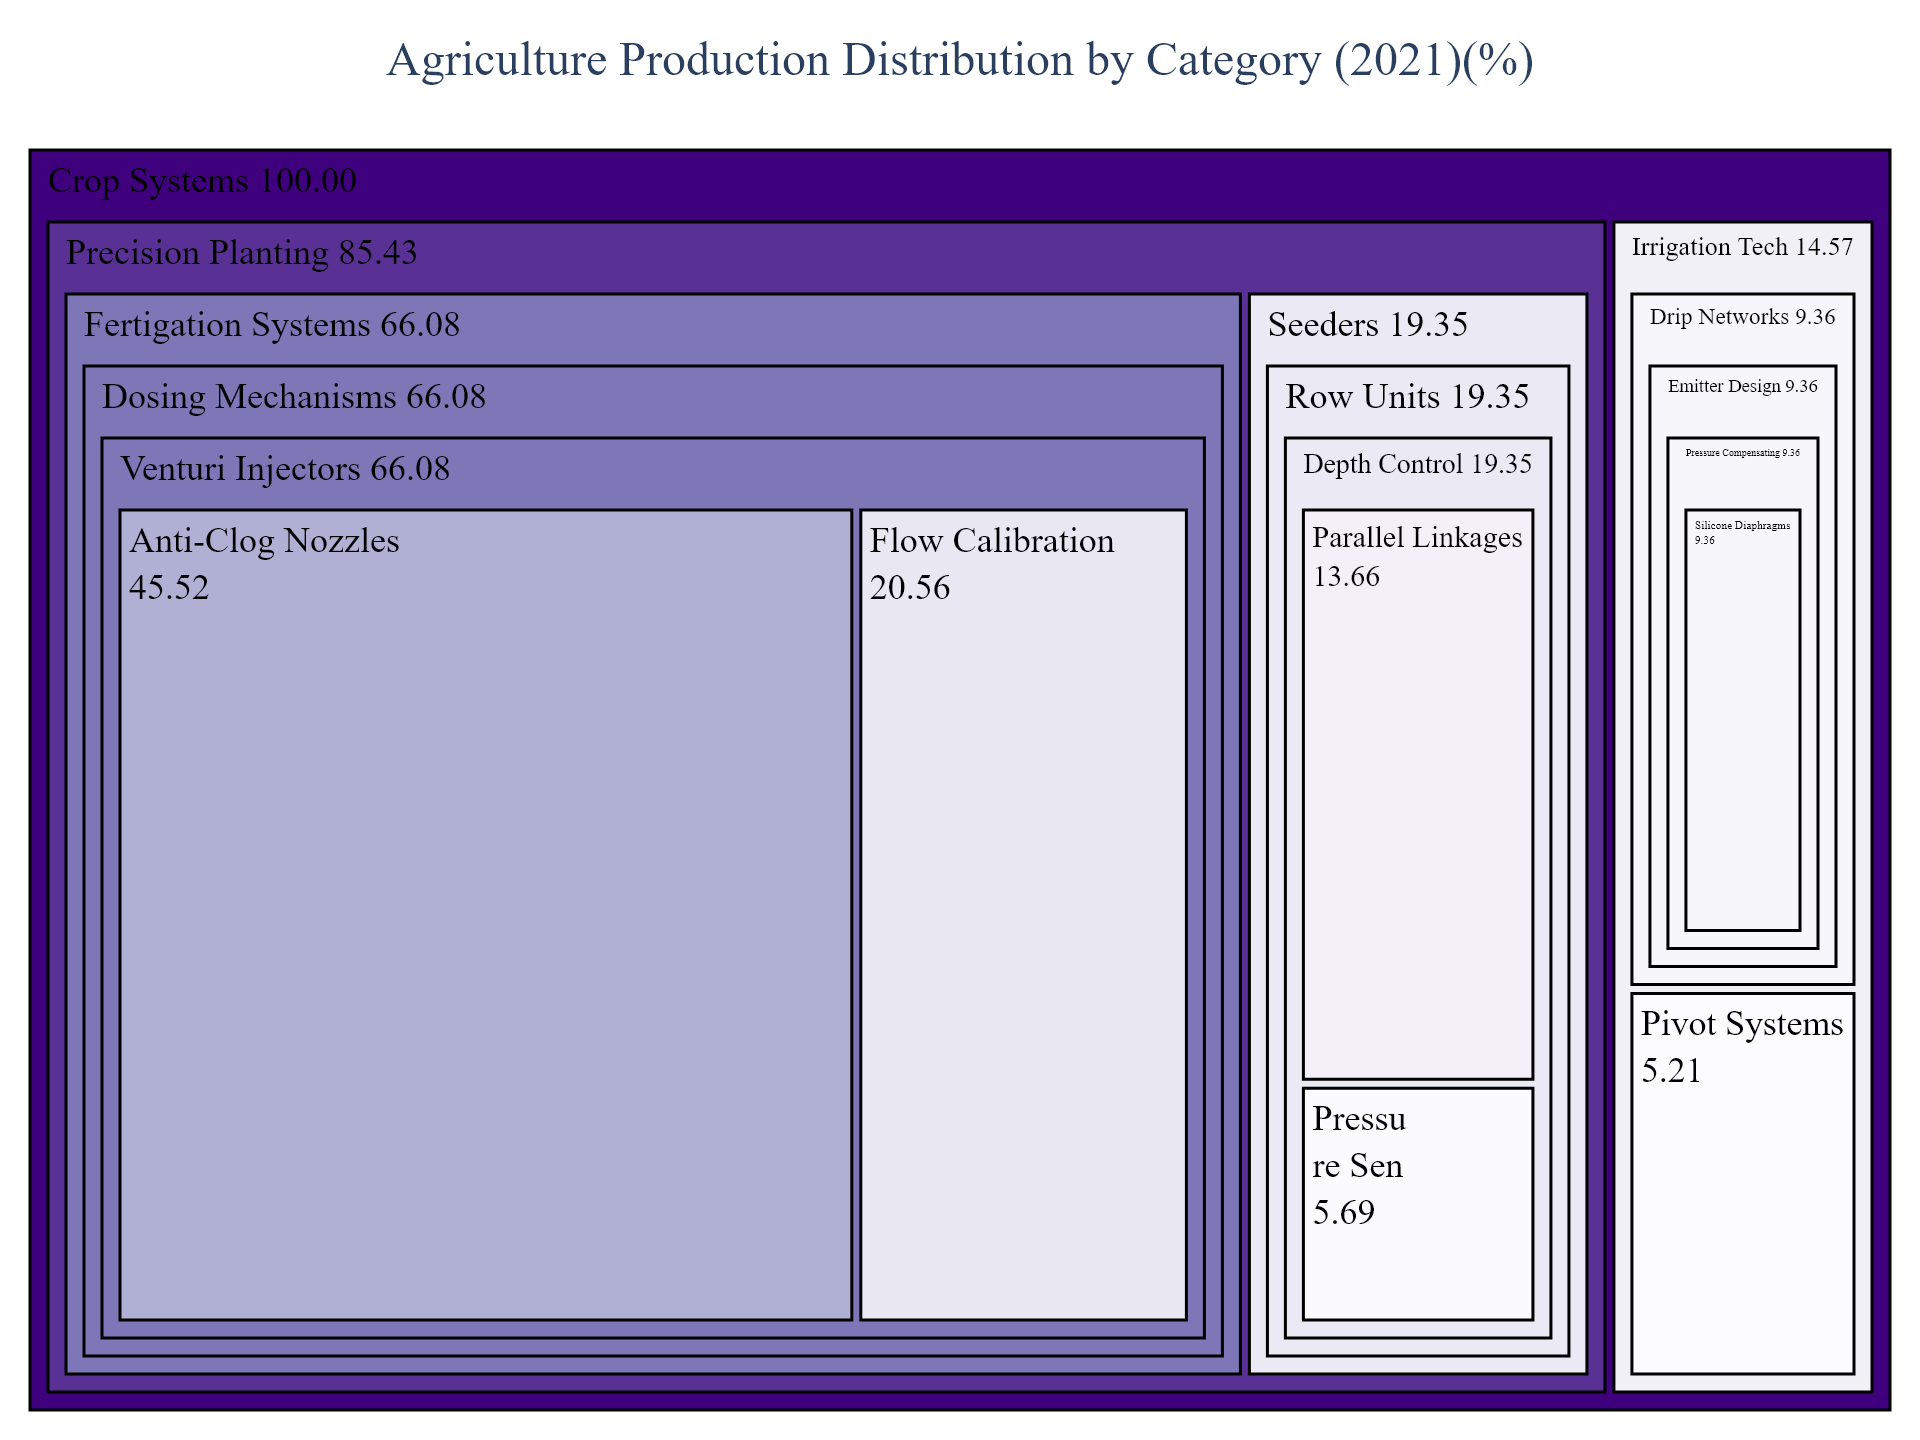 Agriculture Production Distribution by Category (2021)(%)
Crop Systems 100.00
Precision Planting 85.43
Fertigation Systems 66.08
Dosing Mechanisms 66.08
Venturi Injectors 66.08
Anti-Clog Nozzles
45.52
Flow Calibration
20.56
Seeders 19.35
Row Units 19.35
Depth Control 19.35
Parallel Linkages
13.66
Pressu
re Sen
5.69
Irrigation Tech 14.57
Drip Networks 9.36
Emitter Design 9.36
Pressure Compensating 9.36
Silicone Diaphragms
9.36
Pivot Systems
5.21